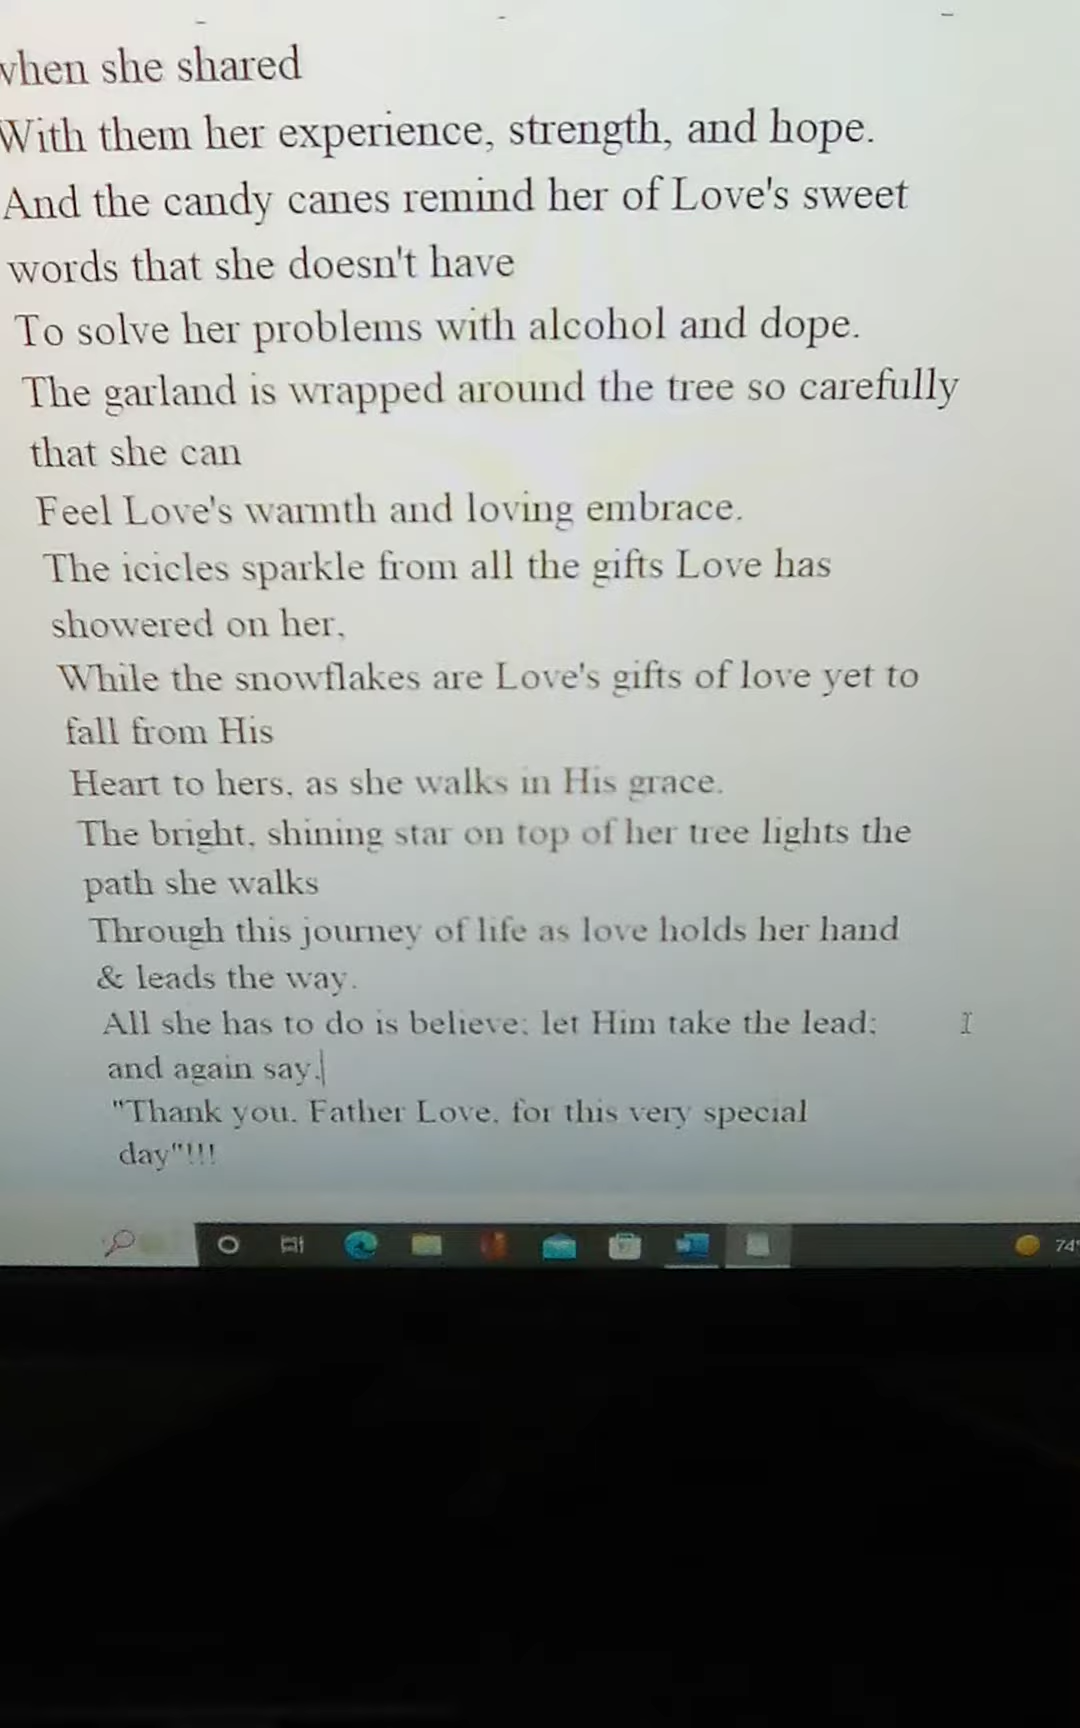 when she shared
With them her experience, strength, and hope.
And the candy canes remind her of Love's sweet
words that she doesn't have
To solve her problems with alcohol and dope.
The garland is wrapped around the tree so carefully
that she can
Feel Love's warmth and loving embrace.
The icicles sparkle from all the gifts Love has
showered on her,
While the snowflakes are Love's gifts of love yet to
fall from His
Heart to hers, as she walks in His grace.
The bright, shining star on top of her tree lights the
path she walks
Through this journey of life as love holds her hand
& leads the way.
All she has to do is believe; let Him take the lead;
and again say,
"Thank you, Father Love, for this very special
day"!!!
74°